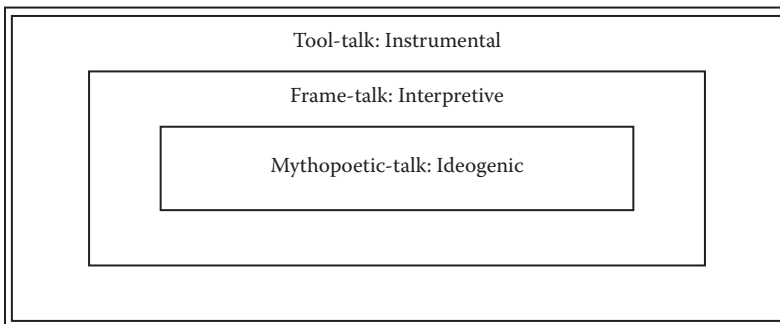 Tool-talk: Instrumental
Frame-talk: Interpretive
Mythopoetic-talk: Ideogenic